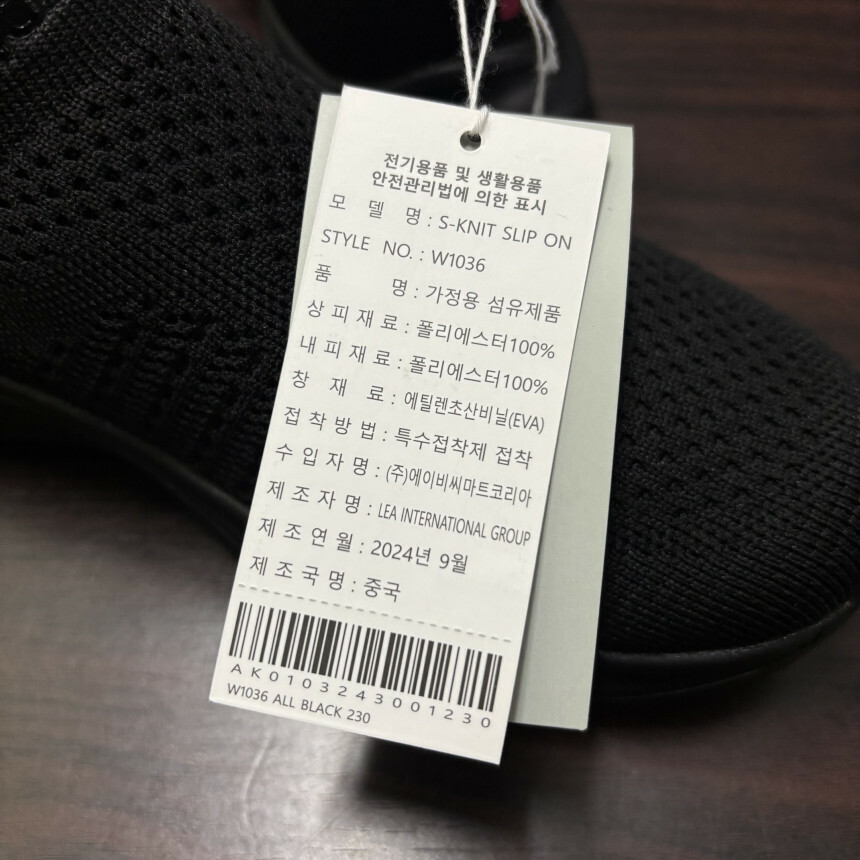 전기용품 및 생활용품
안전관리법에 의한 표시
모 델 명 : S-KNIT SLIP ON
STYLE NO. : W1036
품 명 : 가정용 섬유제품
상 피 재 료 : 폴리에스터100%
내 피 재 료 : 폴리에스터100%
창 재 료 : 에틸렌초산비닐(EVA)
접 착 방 법 : 특수접착제 접착
수 입 자 명 : (주)에이비씨마트코리아
제 조 자 명 : LEA INTERNATIONAL GROUP
제 조 연 월 : 2024년 9월
제 조 국 명 : 중국
AK0103243001230
W1036 ALL BLACK 230